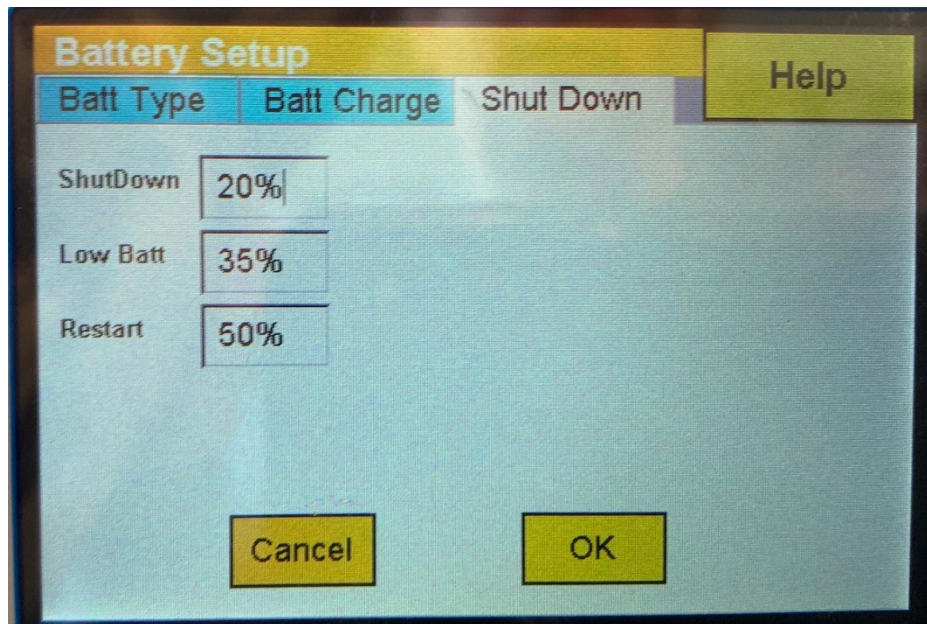 Battery Setup
Help
Batt Type Batt Charge Shut Down
ShutDown 20%
Low Batt 35%
Restart 50%
Cancel OK